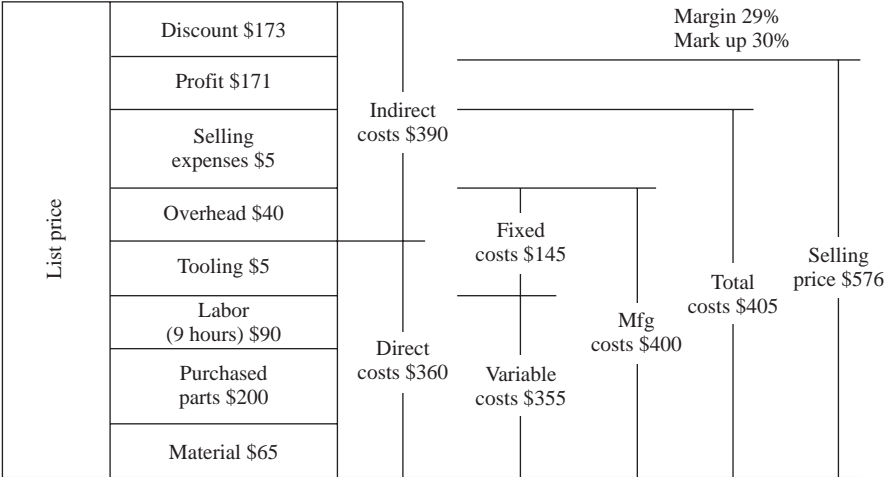 Margin 29%
Mark up 30%
List price
Discount $173
Profit $171
Selling
expenses $5
Overhead $40
Tooling $5
Labor
(9 hours) $90
Purchased
parts $200
Material $65
Indirect
costs $390
Direct
costs $360
Fixed
costs $145
Variable
costs $355
Mfg
costs $400
Total
costs $405
Selling
price $576